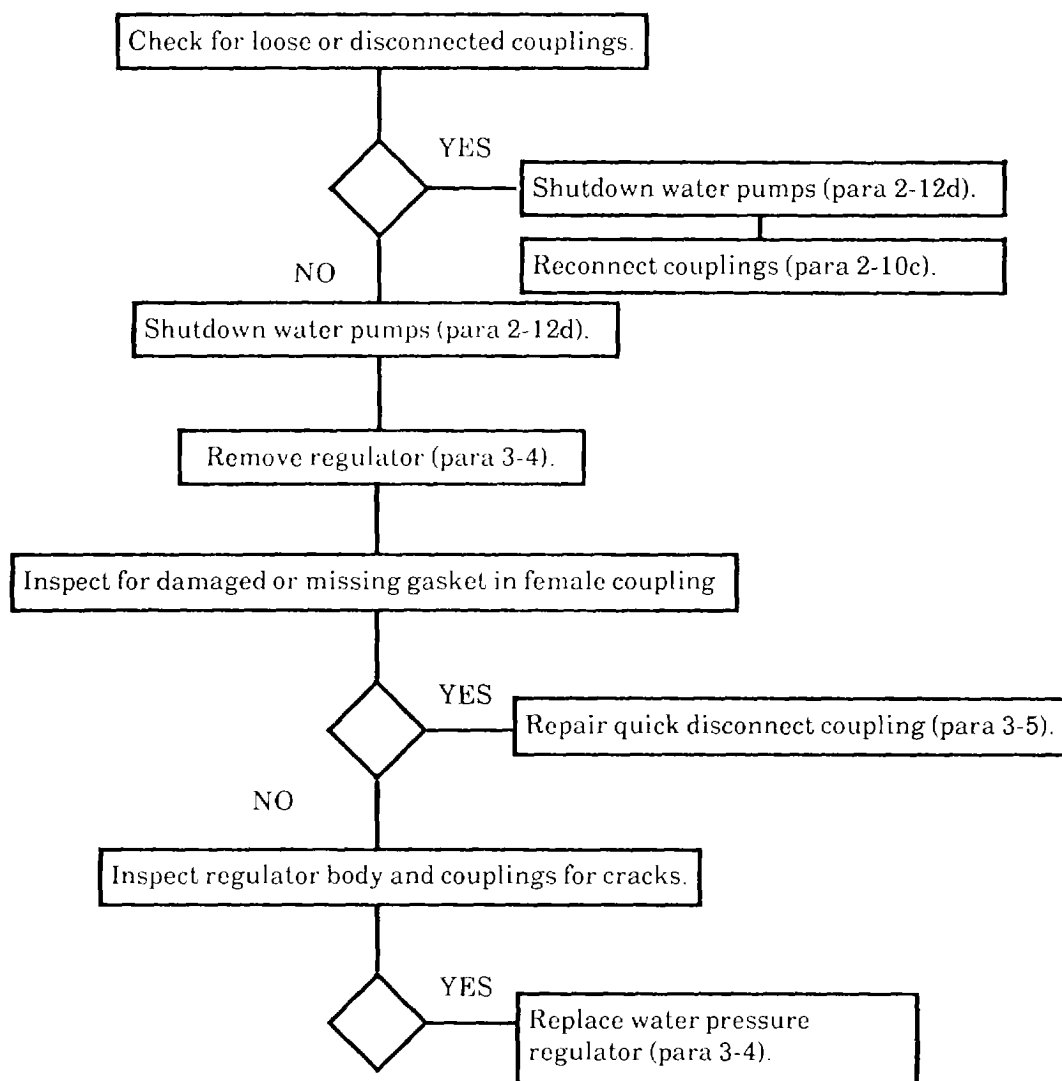 Check for loose or disconnected couplings.
YES
Shutdown water pumps (para 2-12d).
Reconnect couplings (para 2-10c).
NO
Shutdown water pumps (para 2-12d).
Remove regulator (para 3-4).
Inspect for damaged or missing gasket in female coupling
YES
Repair quick disconnect coupling (para 3-5).
NO
Inspect regulator body and couplings for cracks.
YES
Replace water pressure
regulator (para 3-4).